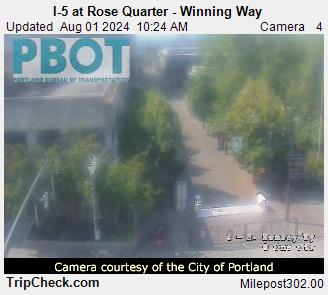 I-5 at Rose Quarter - Winning Way
Updated Aug 01 2024 10:24 AM Camera 4
PBOT
PORTLAND BUREAU OF TRANSPORTATION
Camera courtesy of the City of Portland
TripCheck.com Milepost302.00